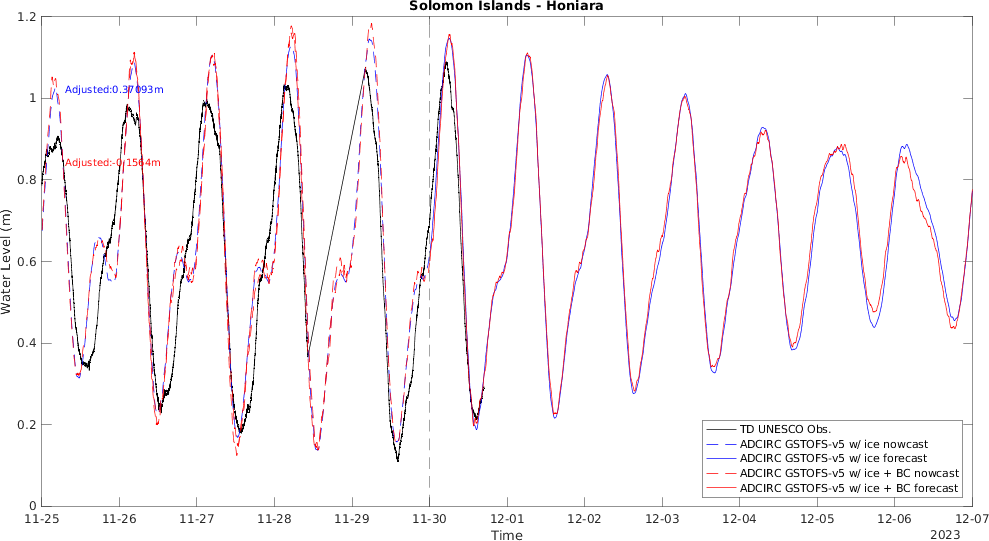 Solomon Islands - Honiara
Water Level (m)
1.2
1
0.8
0.6
0.4
0.2
0
Adjusted:0.37093m
Adjusted:-0.1564m
TD UNESCO Obs.
ADCIRC GSTOFS-v5 w/ ice nowcast
ADCIRC GSTOFS-v5 w/ ice forecast
ADCIRC GSTOFS-v5 w/ ice + BC nowcast
ADCIRC GSTOFS-v5 w/ ice + BC forecast
11-25 11-26 11-27 11-28 11-29 11-30 12-01 12-02 12-03 12-04 12-05 12-06 12-07
Time
2023